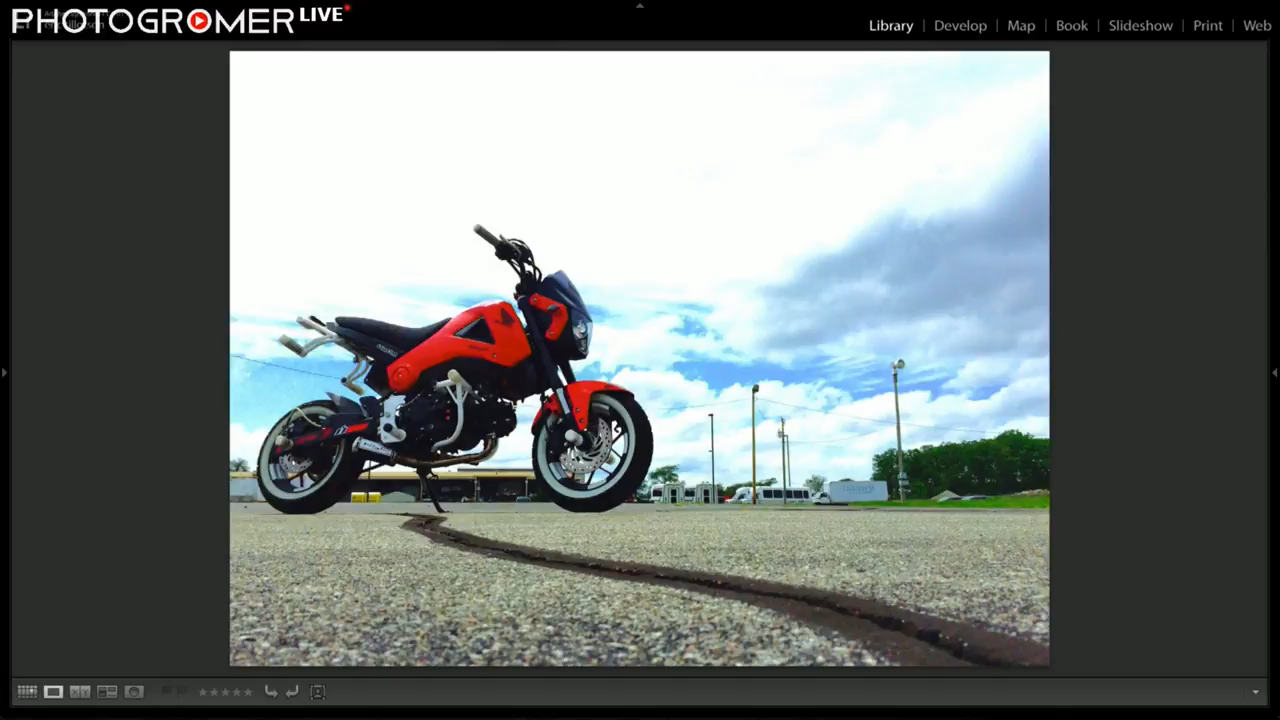 PHOTOGROMER LIVE
Library | Develop | Map | Book | Slideshow | Print | Web